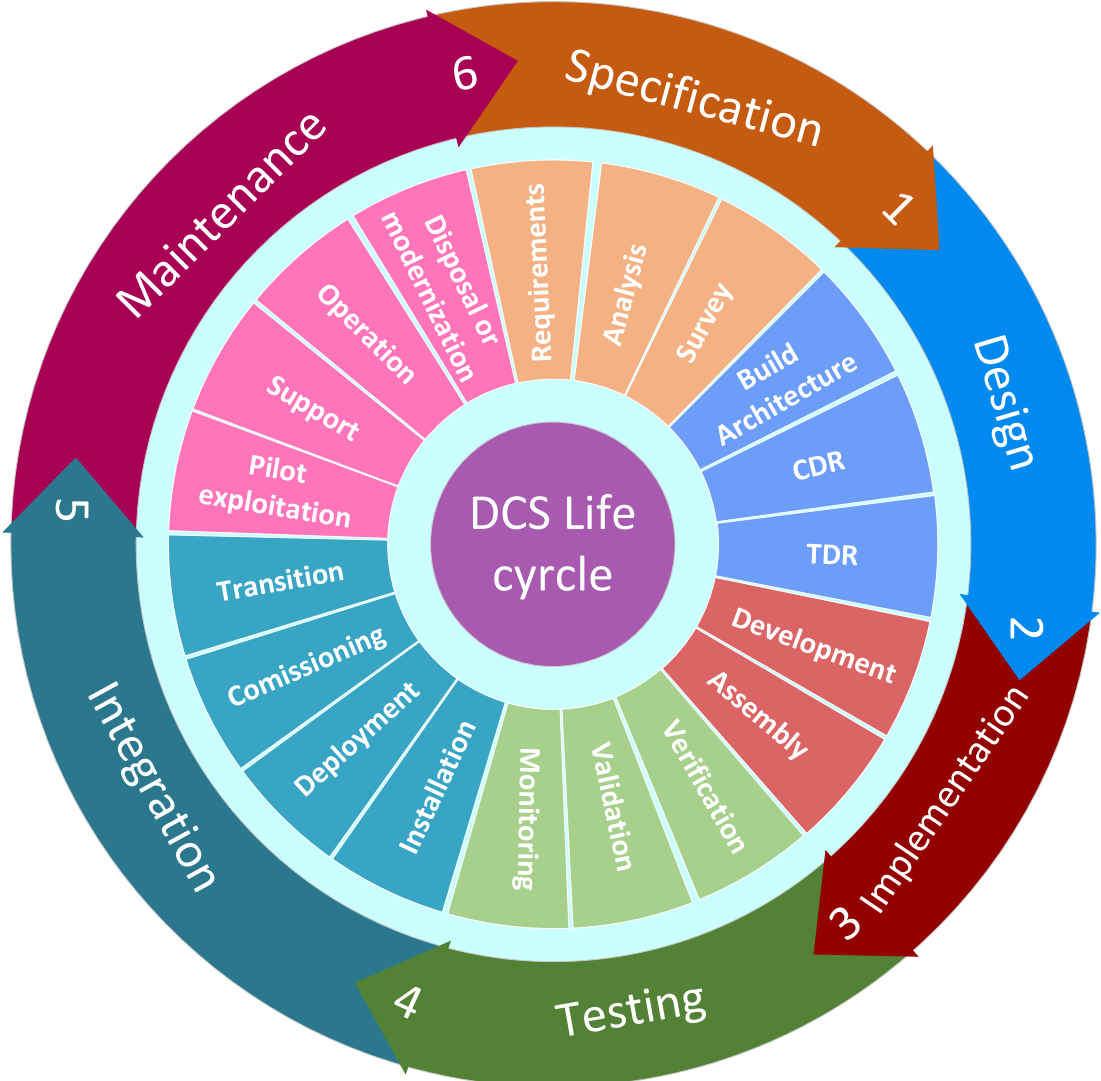 DCS Life
cyrcle
Specification
1
Requirements
Analysis
Survey
Design
2
Build
Architecture
CDR
TDR
Implementation
3
Development
Assembly
Testing
4
Verification
Validation
Monitoring
Integration
5
Installation
Deployment
Comissioning
Transition
Maintenance
6
Pilot
exploitation
Support
Operation
Disposal or
modernization